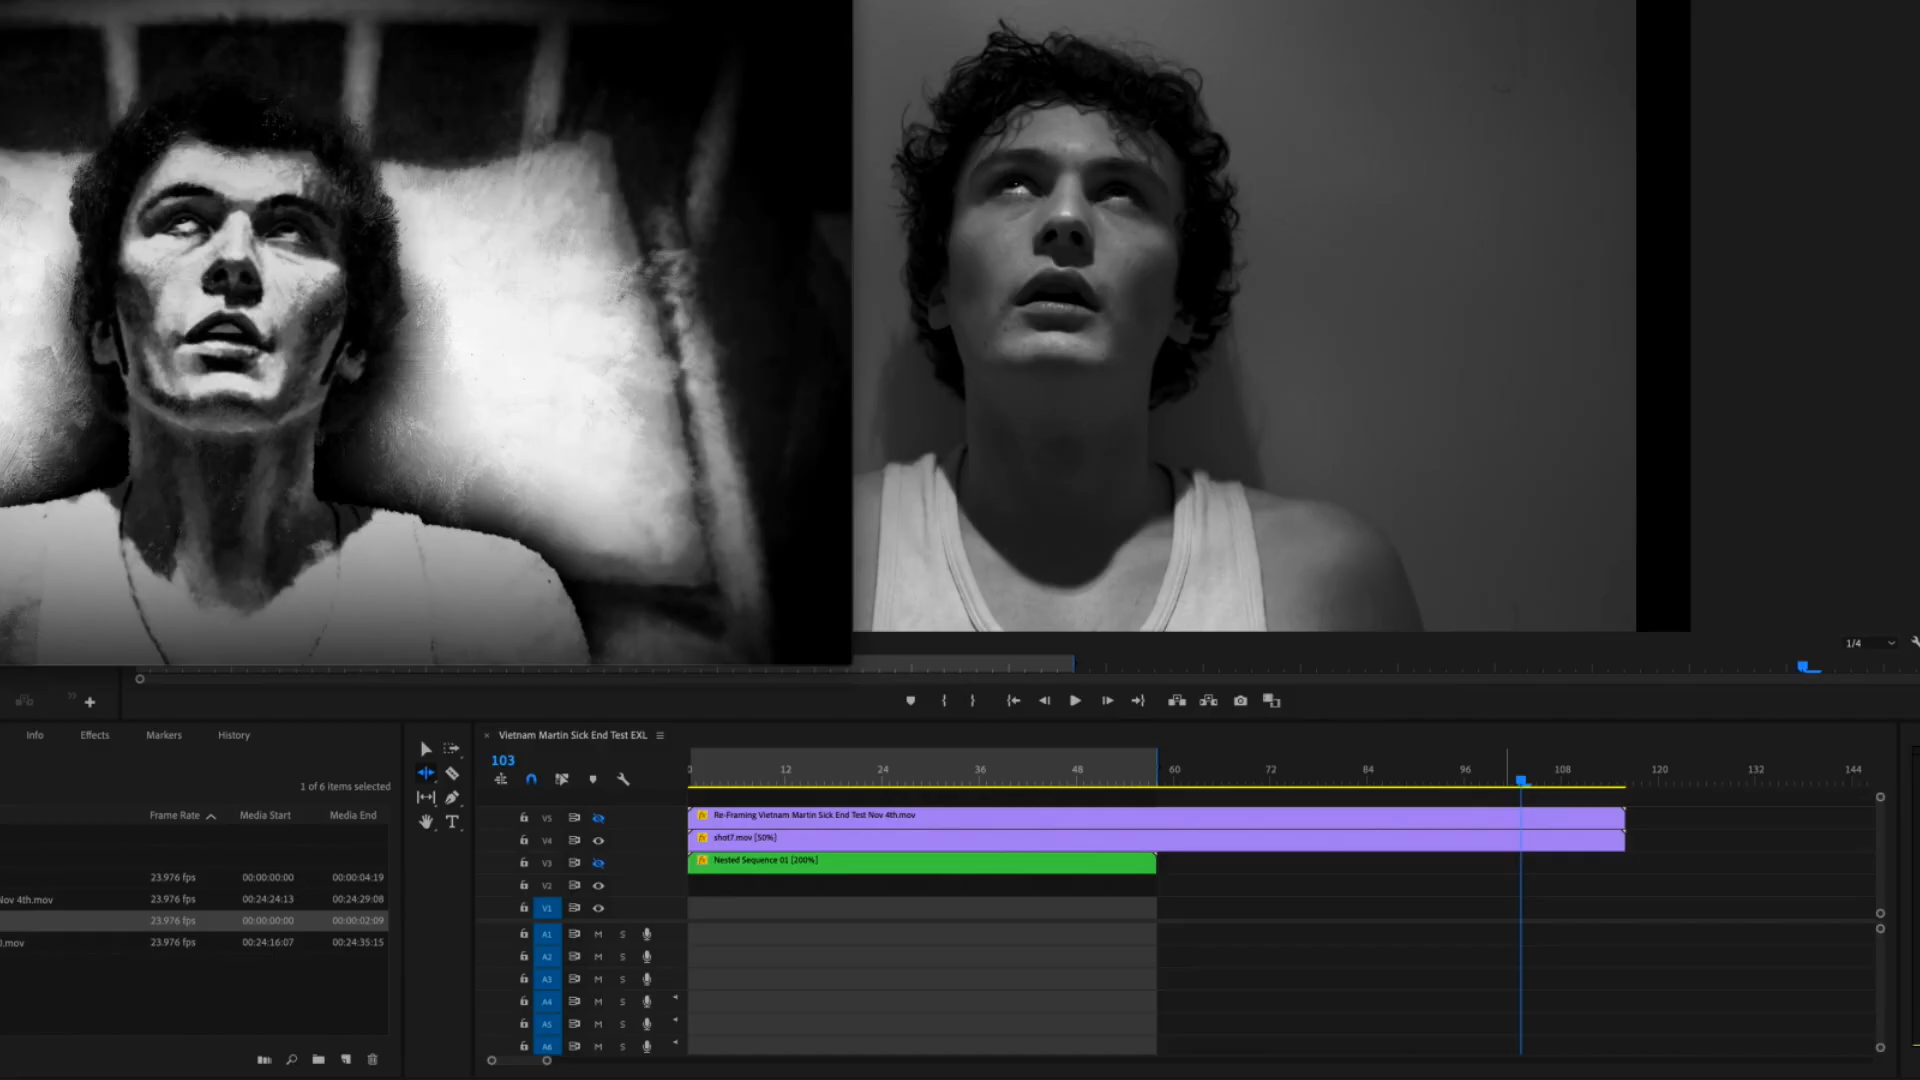 1/4
Info Effects Markers History
1 of 6 items selected
Frame Rate Media Start Media End
23.976 fps 00:00:00:00 00:00:04:19
Nov 4th.mov 23.976 fps 00:24:24:13 00:24:29:08
23.976 fps 00:00:00:00 00:00:02:09
.mov 23.976 fps 00:24:16:07 00:24:35:15
× Vietnam Martin Sick End Test EXL
103
0 12 24 36 48 60 72 84 96 108 120 132 144
V5 fx Re-Framing Vietnam Martin Sick End Test Nov 4th.mov
V4 fx shot7.mov [50%]
V3 fx Nested Sequence 01 [200%]
V2
V1
A1 M S
A2 M S
A3 M S
A4 M S
A5 M S
A6 M S
T